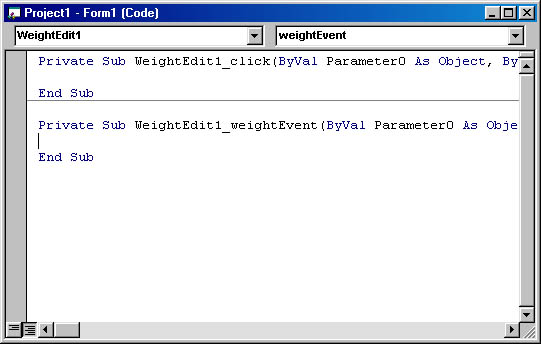 Project1 - Form1 (Code)
WeightEdit1 weightEvent
Private Sub WeightEdit1_click(ByVal Parameter0 As Object, By
End Sub
Private Sub WeightEdit1_weightEvent(ByVal Parameter0 As Obje
End Sub